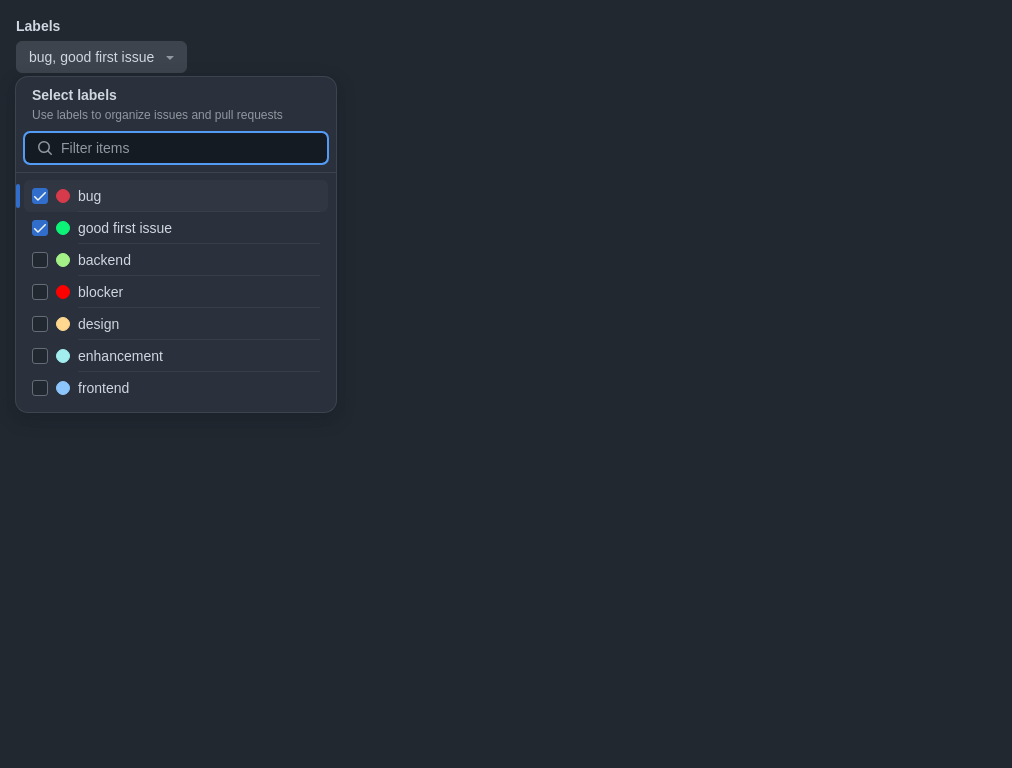 Labels
bug, good first issue
Select labels
Use labels to organize issues and pull requests
Filter items
bug
good first issue
backend
blocker
design
enhancement
frontend